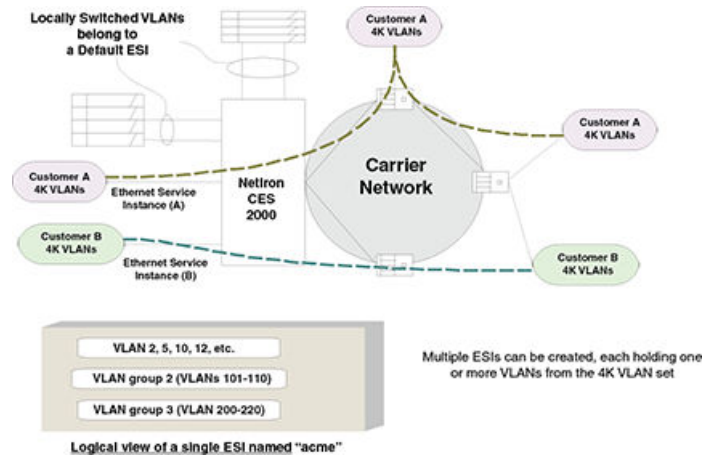 Locally Switched VLANs
belong to
a Default ESI
Customer A
4K VLANs
Customer A
4K VLANs
Carrier
Network
NetIron
CES
2000
Customer A
4K VLANs
Ethernet Service
Instance (A)
Customer B
4K VLANs
Ethernet Service
Instance (B)
Customer B
4K VLANs
VLAN 2, 5, 10, 12, etc.
VLAN group 2 (VLANs 101-110)
VLAN group 3 (VLAN 200-220)
Multiple ESIs can be created, each holding one
or more VLANs from the 4K VLAN set
Logical view of a single ESI named “acme”